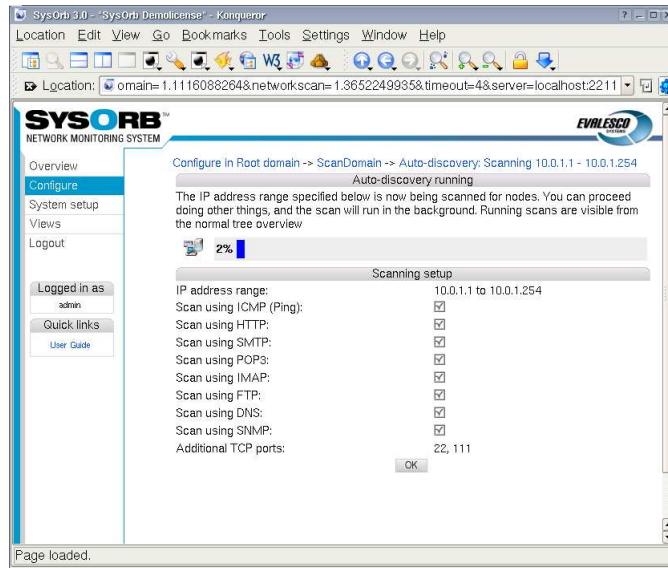 SysOrb 3.0 - "SysOrb Demolicense" - Konqueror
Location Edit View Go Bookmarks Tools Settings Window Help
Location: omain=1.1116088264&networkscan=1.3652249935&timeout=4&server=localhost:2211
SYSORB™
NETWORK MONITORING SYSTEM
EVALESCO
SYSTEMS
Overview
Configure
System setup
Views
Logout
Logged in as
admin
Quick links
User Guide
Configure in Root domain -> ScanDomain -> Auto-discovery: Scanning 10.0.1.1 - 10.0.1.254
Auto-discovery running
The IP address range specified below is now being scanned for nodes. You can proceed
doing other things, and the scan will run in the background. Running scans are visible from
the normal tree overview
2%
Scanning setup
IP address range: 10.0.1.1 to 10.0.1.254
Scan using ICMP (Ping):
Scan using HTTP:
Scan using SMTP:
Scan using POP3:
Scan using IMAP:
Scan using FTP:
Scan using DNS:
Scan using SNMP:
Additional TCP ports: 22, 111
OK
Page loaded.